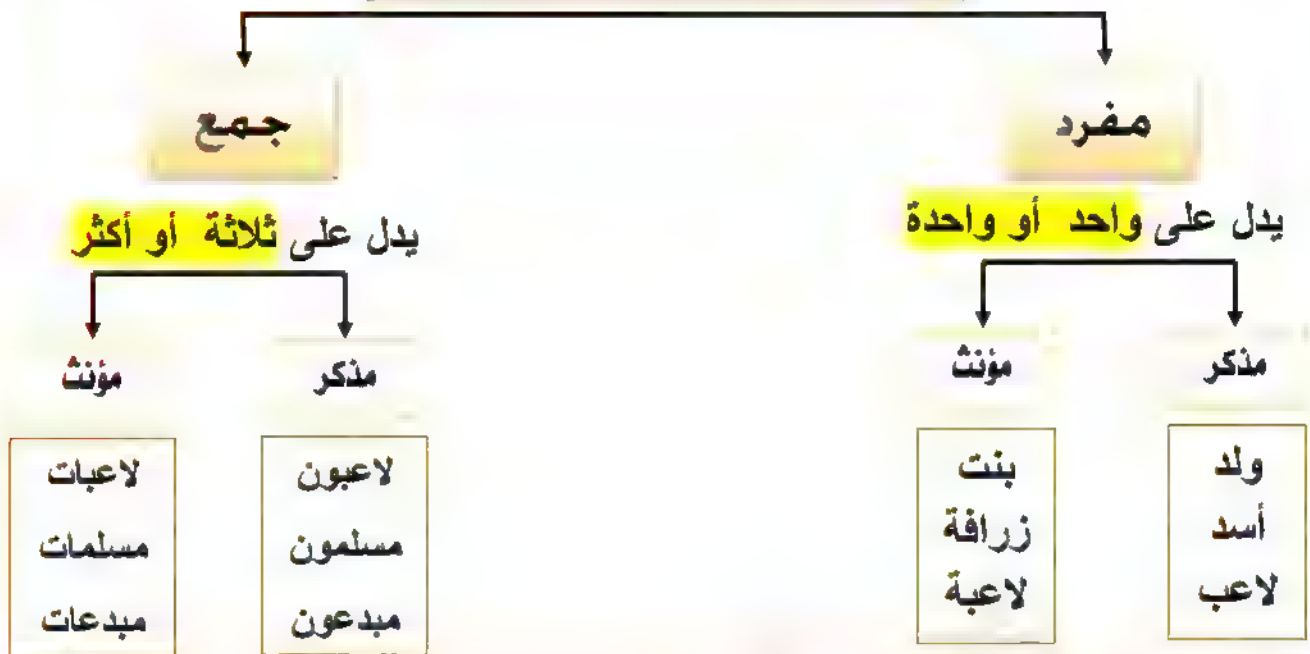 مفرد
جمع
يدل على واحد أو واحدة
يدل على ثلاثة أو أكثر
مذكر
مؤنث
مذكر
مؤنث
ولد
أسد
لاعب
بنت
زرافة
لاعبة
لاعبون
مسلمون
مبدعون
لاعبات
مسلمات
مبدعات